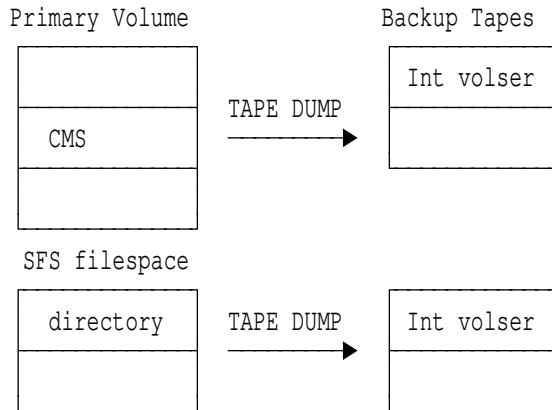 Primary Volume Backup Tapes
Int volser
TAPE DUMP
CMS
SFS filespace
directory TAPE DUMP Int volser